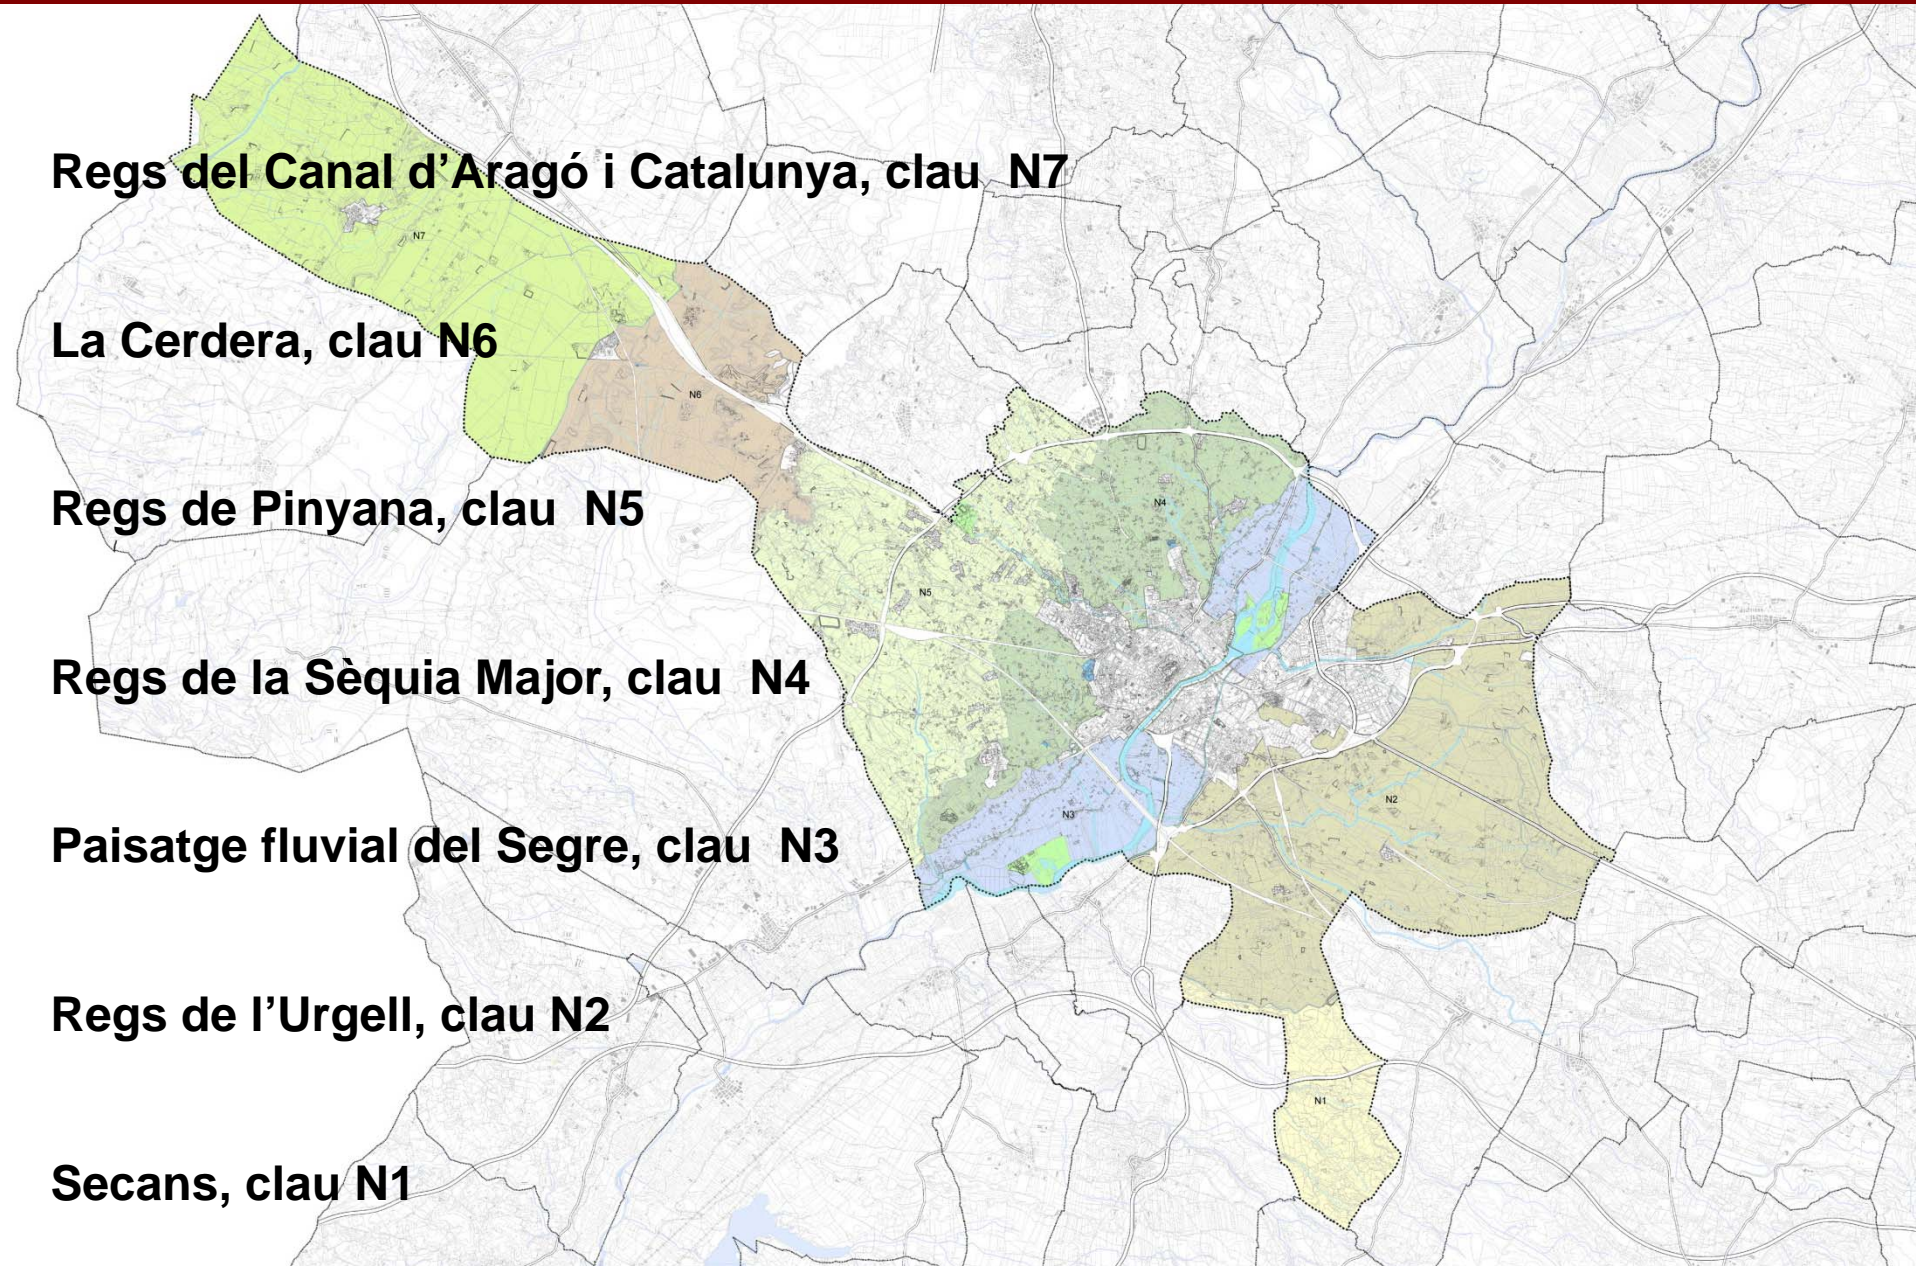 Regs del Canal d’Aragó i Catalunya, clau  N7
N7
La Cerdera, clau N6
N6
Regs de Pinyana, clau  N5
N4
N5
Regs de la Sèquia Major, clau  N4
N2
N3
Paisatge fluvial del Segre, clau  N3
Regs de l’Urgell, clau N2
N1
Secans, clau N1